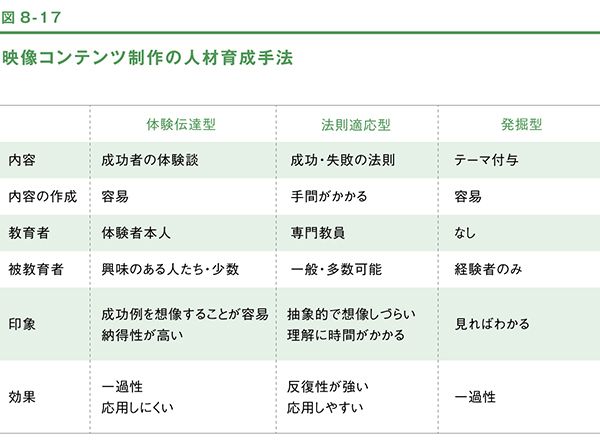 図8-17
映像コンテンツ制作の人材育成手法
体験伝達型 法則適応型 発掘型
内容 成功者の体験談 成功・失敗の法則 テーマ付与
内容の作成 容易 手間がかかる 容易
教育者 体験者本人 専門教員 なし
被教育者 興味のある人たち・少数 一般・多数可能 経験者のみ
印象 成功例を想像することが容易 抽象的で想像しづらい 見ればわかる
納得性が高い 理解に時間がかかる
効果 一過性 反復性が強い 一過性
応用しにくい 応用しやすい